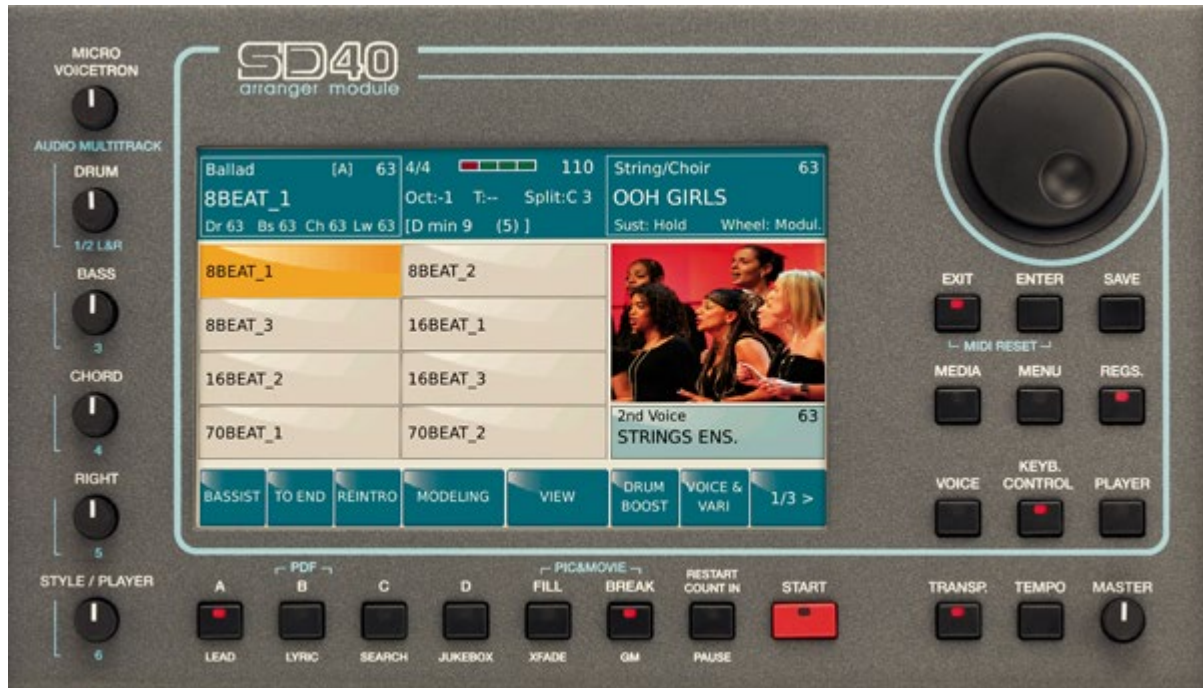 MICRO
VOICETRON
AUDIO MULTITRACK
DRUM
1/2 L&R
BASS
3
CHORD
4
RIGHT
5
STYLE / PLAYER
6
SD40
arranger module
Ballad [A] 63
8BEAT_1
Dr 63 Bs 63 Ch 63 Lw 63
4/4 110
Oct:-1 T:-- Split:C 3
[D min 9 (5) ]
String/Choir 63
OOH GIRLS
Sust: Hold Wheel: Modul.
8BEAT_1 8BEAT_2
8BEAT_3 16BEAT_1
16BEAT_2 16BEAT_3
70BEAT_1 70BEAT_2
2nd Voice 63
STRINGS ENS.
BASSIST TO END REINTRO MODELING VIEW DRUM BOOST VOICE & VARI 1/3 >
EXIT ENTER SAVE
MIDI RESET
MEDIA MENU REGS.
VOICE KEYB. CONTROL PLAYER
TRANSP. TEMPO MASTER
PDF PIC&MOVIE
A B C D FILL BREAK RESTART COUNT IN START
LEAD LYRIC SEARCH JUKEBOX XFADE GM PAUSE